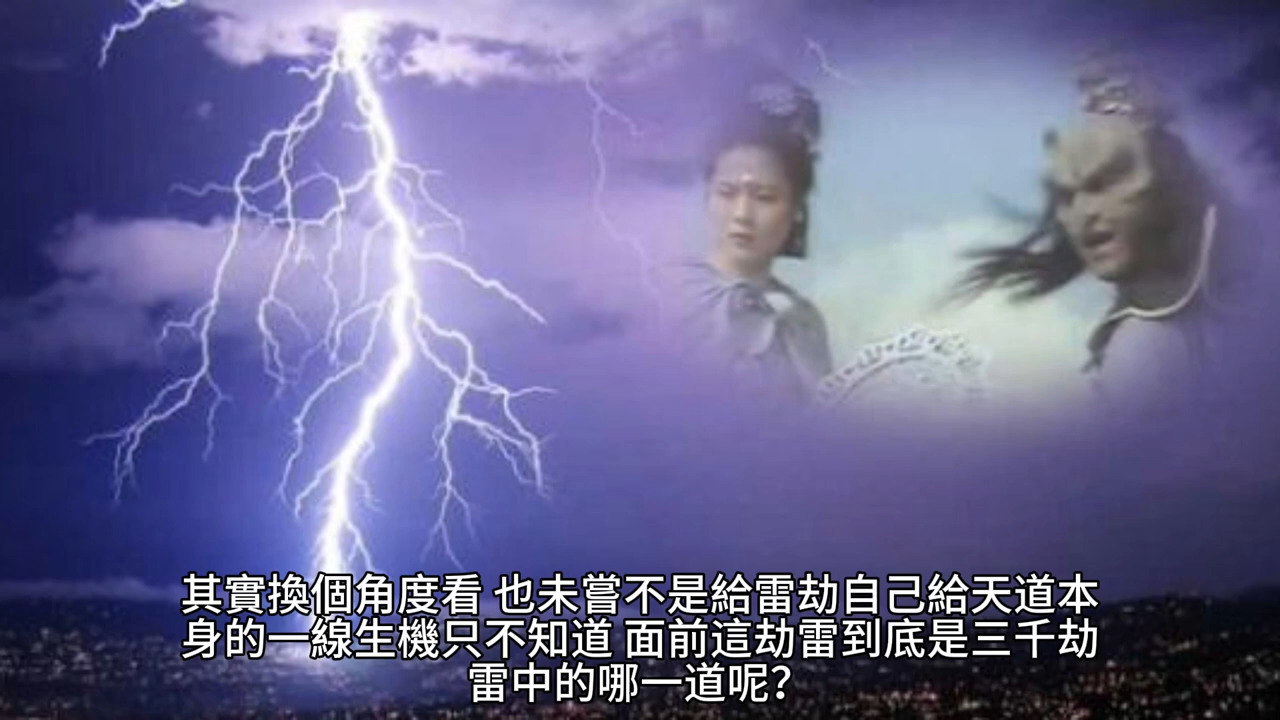 其實換個角度看 也未嘗不是給雷劫自己給天道本
身的一線生機只不知道 面前這劫雷到底是三千劫
雷中的哪一道呢？